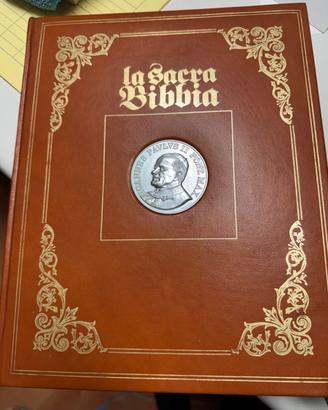 la Sacra
Bibbia
IOANNES PAVLVS II PONT. MAX.